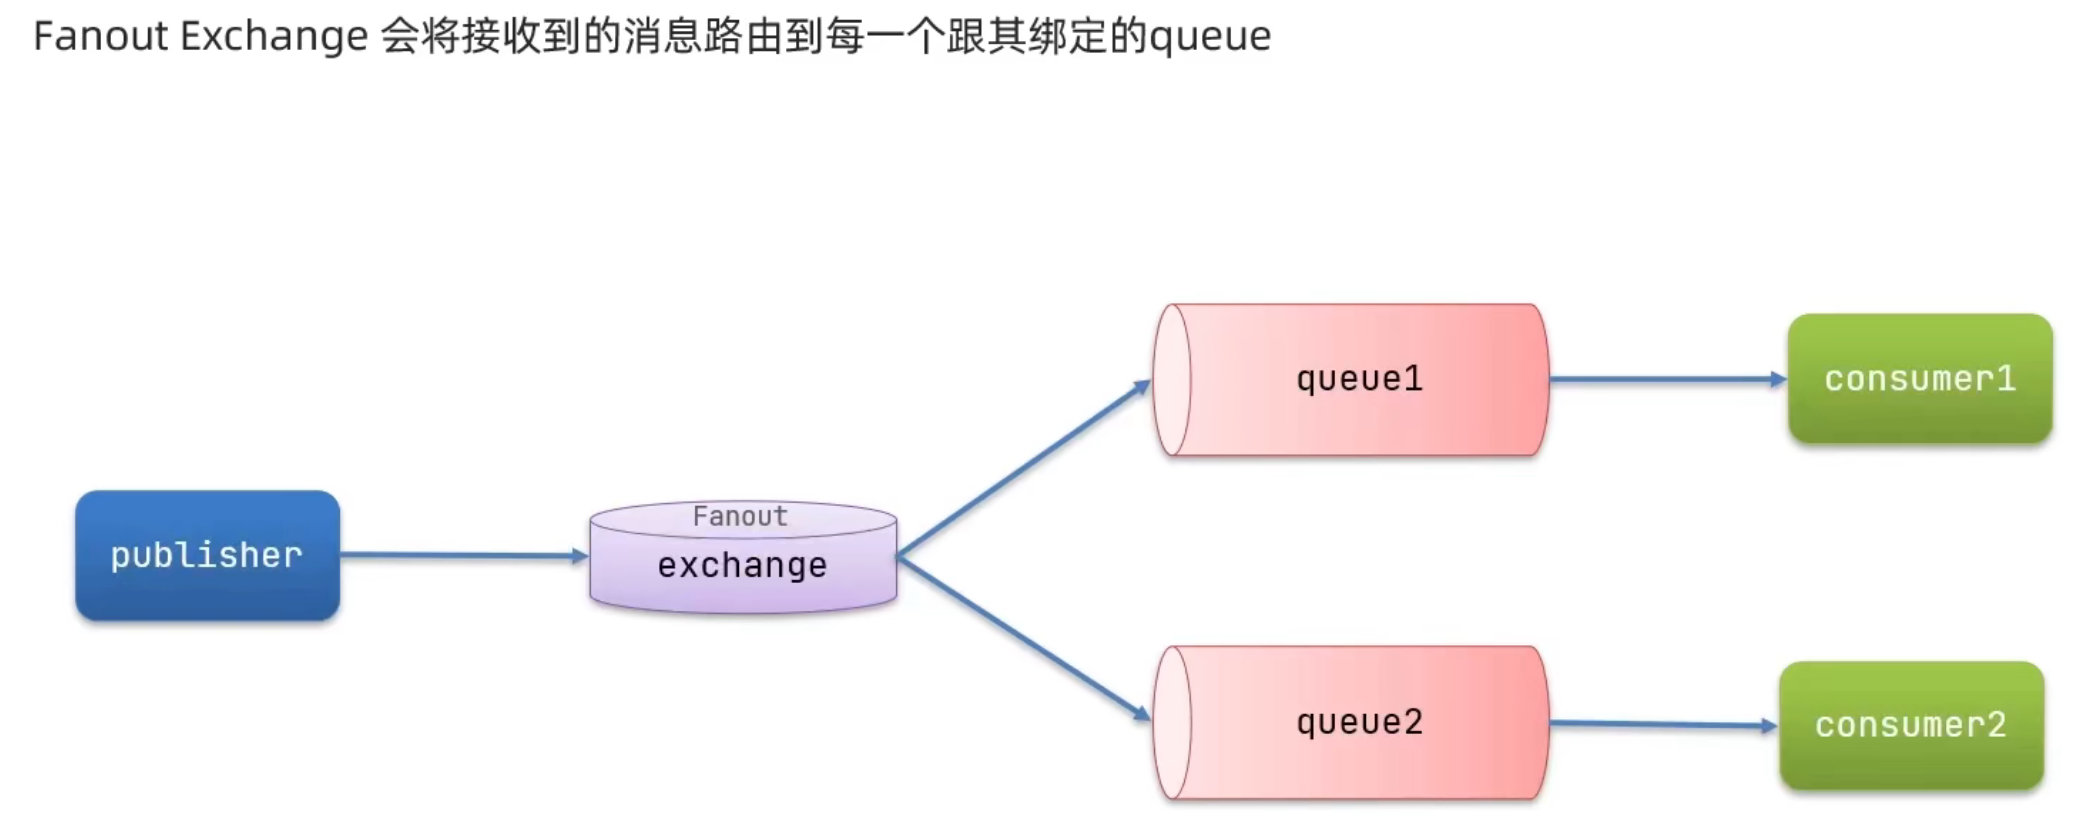 Fanout Exchange 会将接收到的消息路由到每一个跟其绑定的queue
queue1
consumer1
Fanout
publisher
exchange
queue2
consumer2